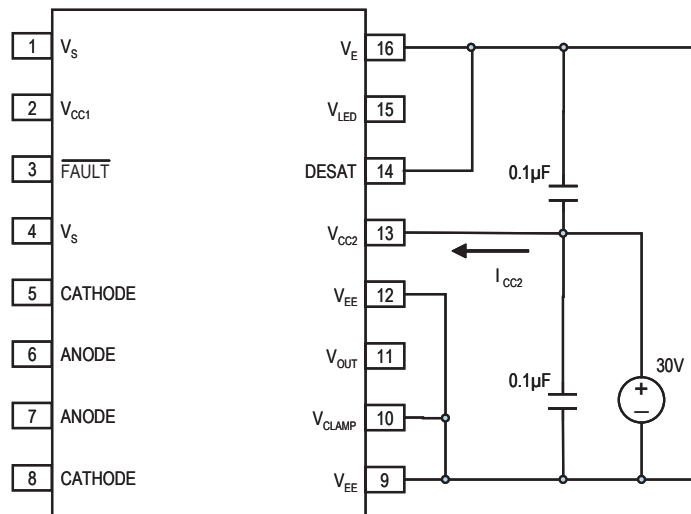 1 V_S
2 V_CC1
3 FAULT
4 V_S
5 CATHODE
6 ANODE
7 ANODE
8 CATHODE
V_E 16
V_LED 15
DESAT 14
V_CC2 13
V_EE 12
V_OUT 11
V_CLAMP 10
V_EE 9
0.1µF
I_CC2
0.1µF
30V
+
–